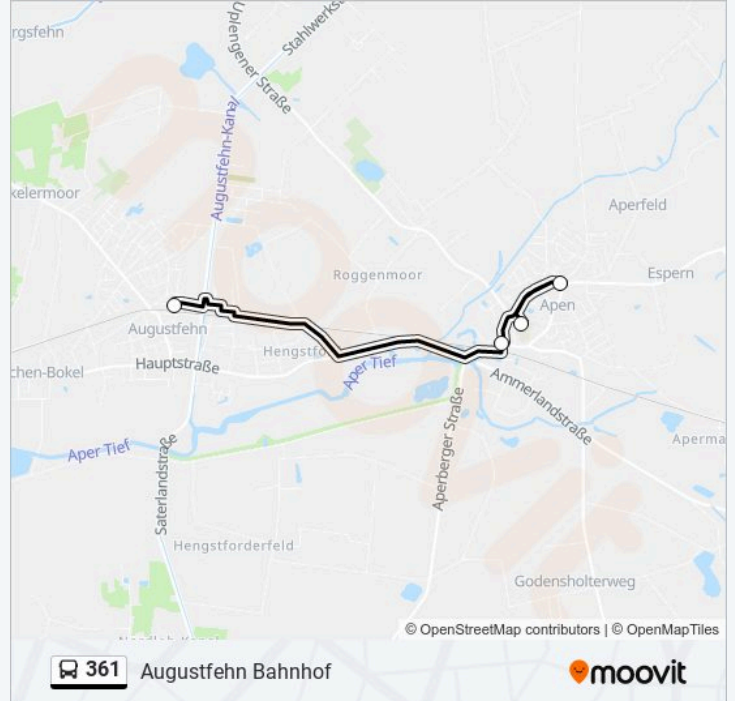 rgsfehn
Uplengener Straße
Augustfehn-Kanal
kelermoor
Aperfeld
Roggenmoor
Espern
Apen
Augustfehn
Hengstfo
Hauptstraße
chen-Bokel
Aper Tief
Ammerlandstraße
Aperberger Straße
Aperma
Aper Tief
Saterlandstraße
Hengstforderfeld
Godensholterweg
© OpenStreetMap contributors | © OpenMapTiles
361 Augustfehn Bahnhof
moovit